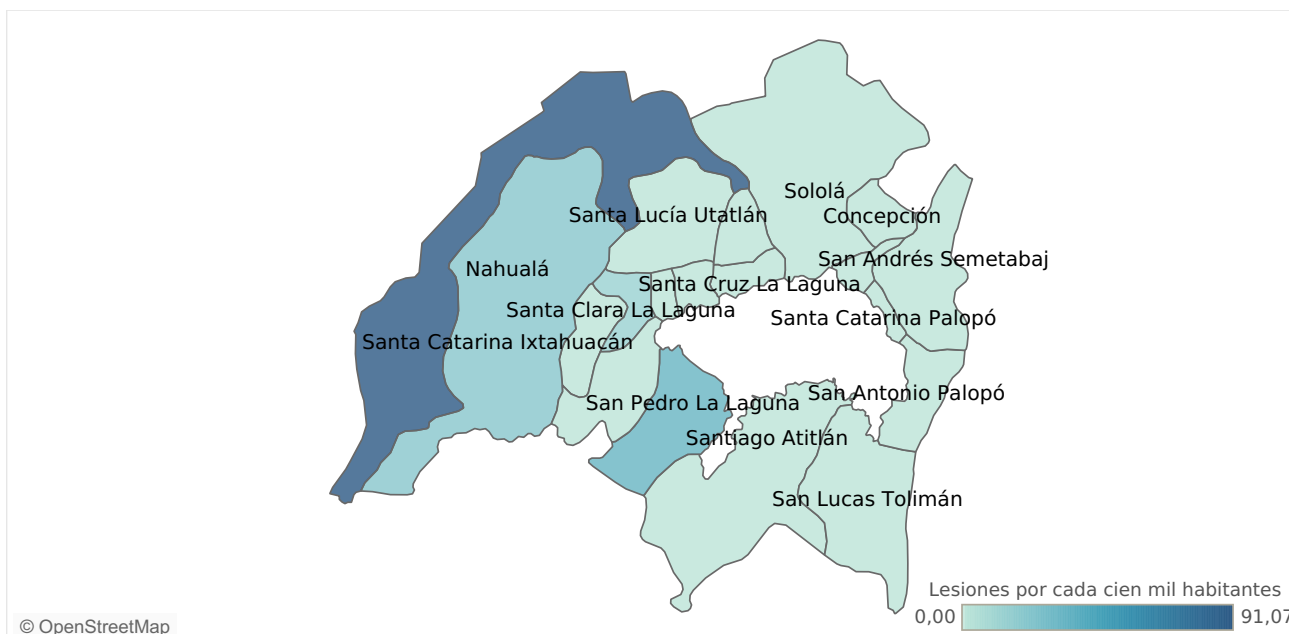 Sololá
Santa Lucía Utatlán
Concepción
San Andrés Semetabaj
Nahualá
Santa Cruz La Laguna
Santa Clara La Laguna
Santa Catarina Palopó
Santa Catarina Ixtahuacán
San Antonio Palopó
San Pedro La Laguna
Santiago Atitlán
San Lucas Tolimán
Lesiones por cada cien mil habitantes
0,00
91,07
© OpenStreetMap